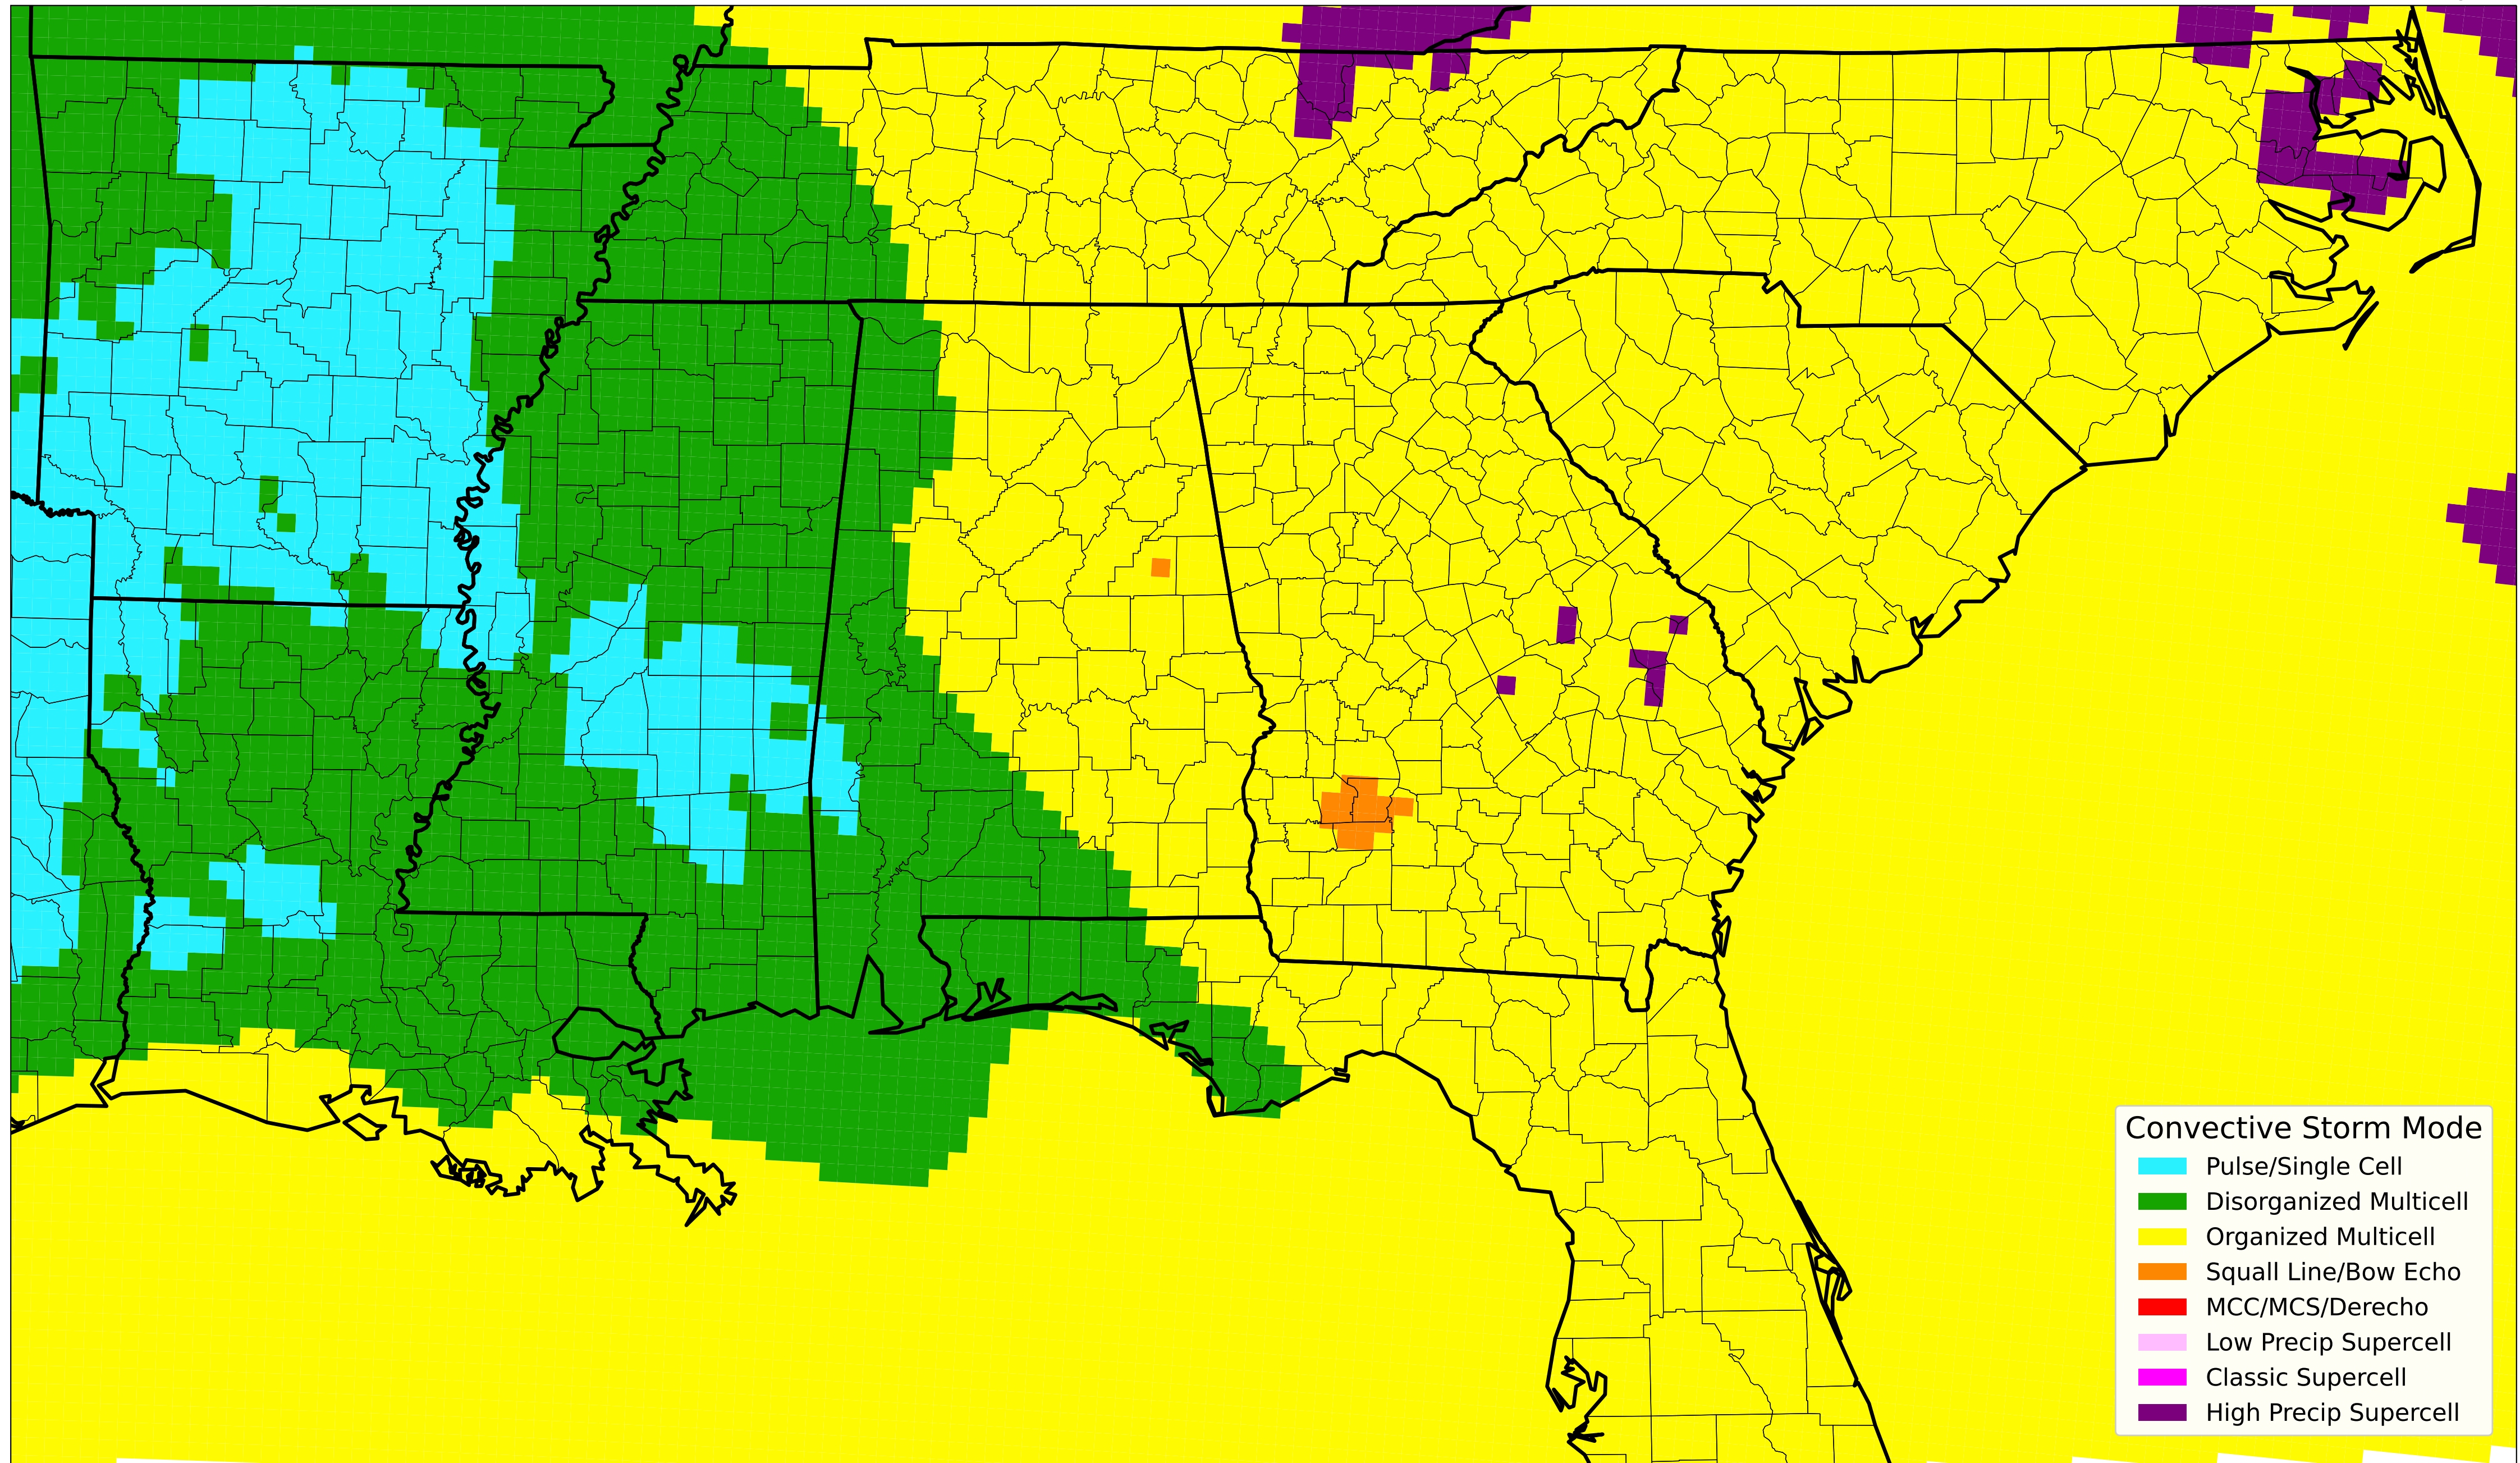 Convective Storm Mode
Pulse/Single Cell
Disorganized Multicell
Organized Multicell
Squall Line/Bow Echo
MCC/MCS/Derecho
Low Precip Supercell
Classic Supercell
High Precip Supercell